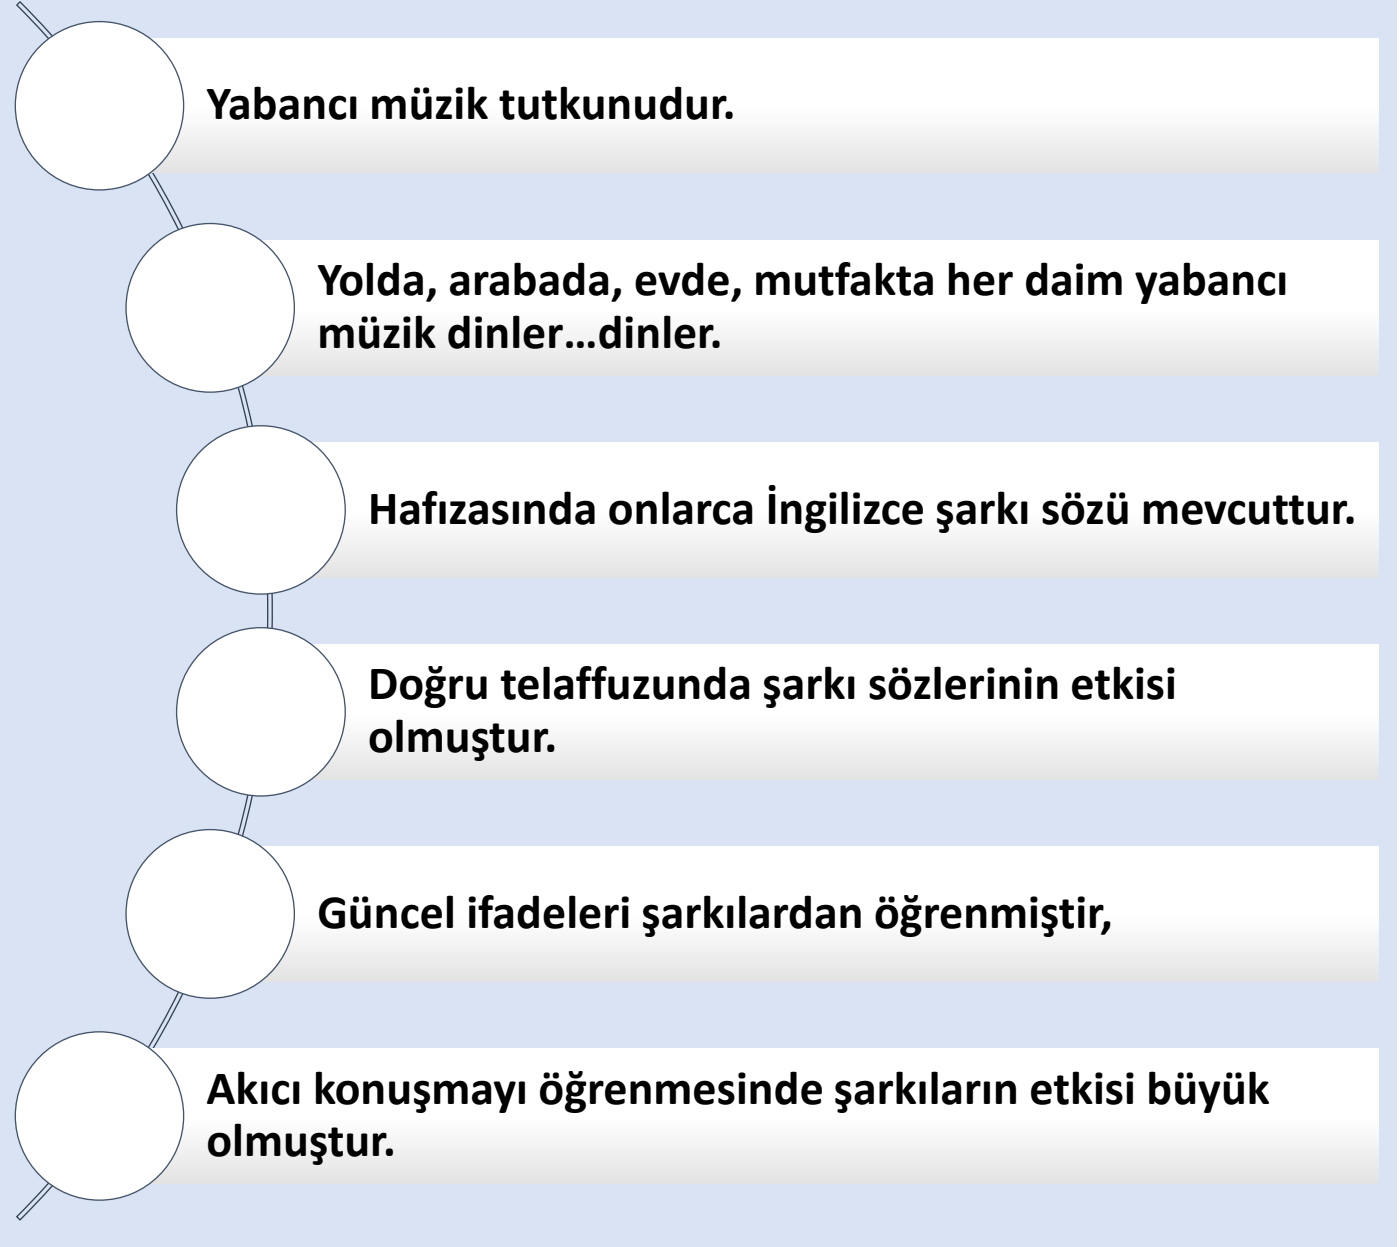 Yabancı müzik tutkunudur.
Yolda, arabada, evde, mutfakta her daim yabancı
müzik dinler…dinler.
Hafızasında onlarca İngilizce şarkı sözü mevcuttur.
Doğru telaffuzunda şarkı sözlerinin etkisi
olmuştur.
Güncel ifadeleri şarkılardan öğrenmiştir,
Akıcı konuşmayı öğrenmesinde şarkıların etkisi büyük
olmuştur.